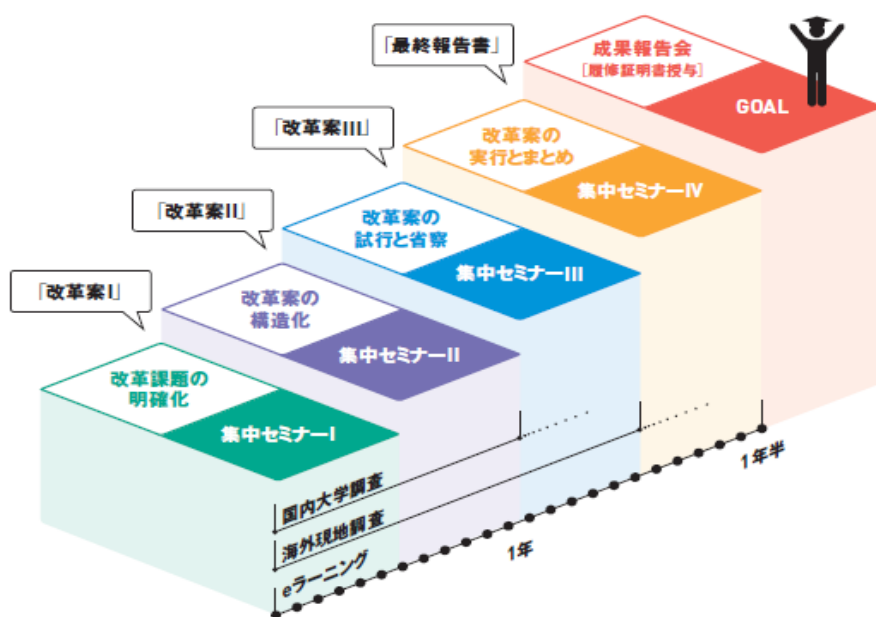 「最終報告書」
成果報告会
[履修証明書授与]
GOAL
「改革案III」
改革案の
実行とまとめ
集中セミナーIV
「改革案II」
改革案の
試行と省察
集中セミナーIII
「改革案I」
改革案の
構造化
集中セミナーII
改革課題の
明確化
集中セミナーI
国内大学調査
海外現地調査
eラーニング
1年
1年半